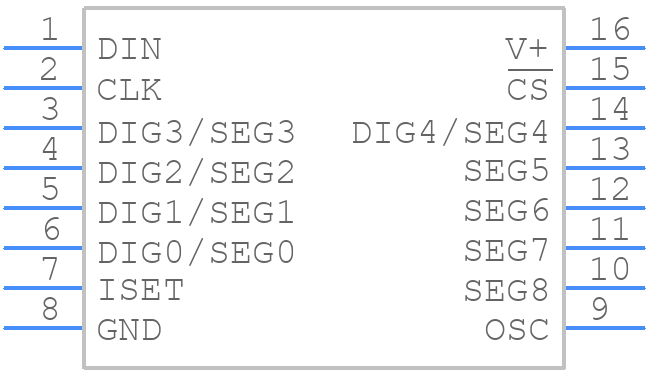 1 DIN V+ 16
2 CLK CS 15
3 DIG3/SEG3 DIG4/SEG4 14
4 DIG2/SEG2 SEG5 13
5 DIG1/SEG1 SEG6 12
6 DIG0/SEG0 SEG7 11
7 ISET SEG8 10
8 GND OSC 9